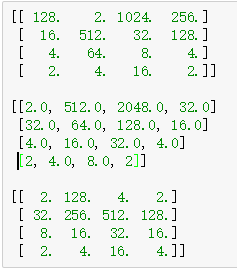 [[ 128. 2. 1024. 256.]
[ 16. 512. 32. 128.]
[ 4. 64. 8. 4.]
[ 2. 4. 16. 2.]]
[[2.0, 512.0, 2048.0, 32.0]
[32.0, 64.0, 128.0, 16.0]
[4.0, 16.0, 32.0, 4.0]
[2, 4.0, 8.0, 2]]
[[ 2. 128. 4. 2.]
[ 32. 256. 512. 128.]
[ 8. 16. 32. 16.]
[ 2. 4. 16. 4.]]